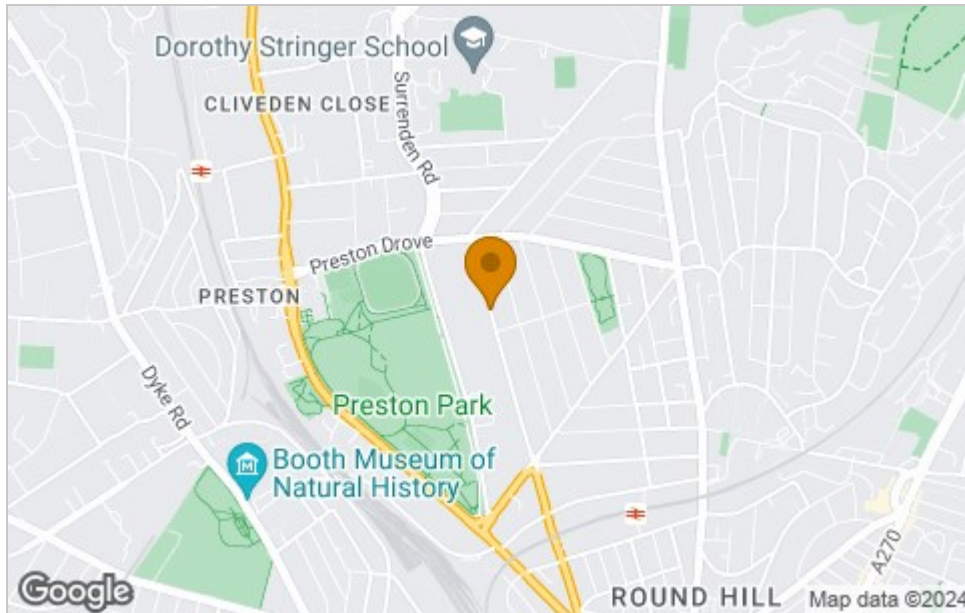 Dorothy Stringer School
CLIVEDEN CLOSE
Surrenden Rd
Preston Drove
PRESTON
Dyke Rd
Preston Park
Booth Museum of
Natural History
A270
ROUND HILL
Google
Map data ©2024